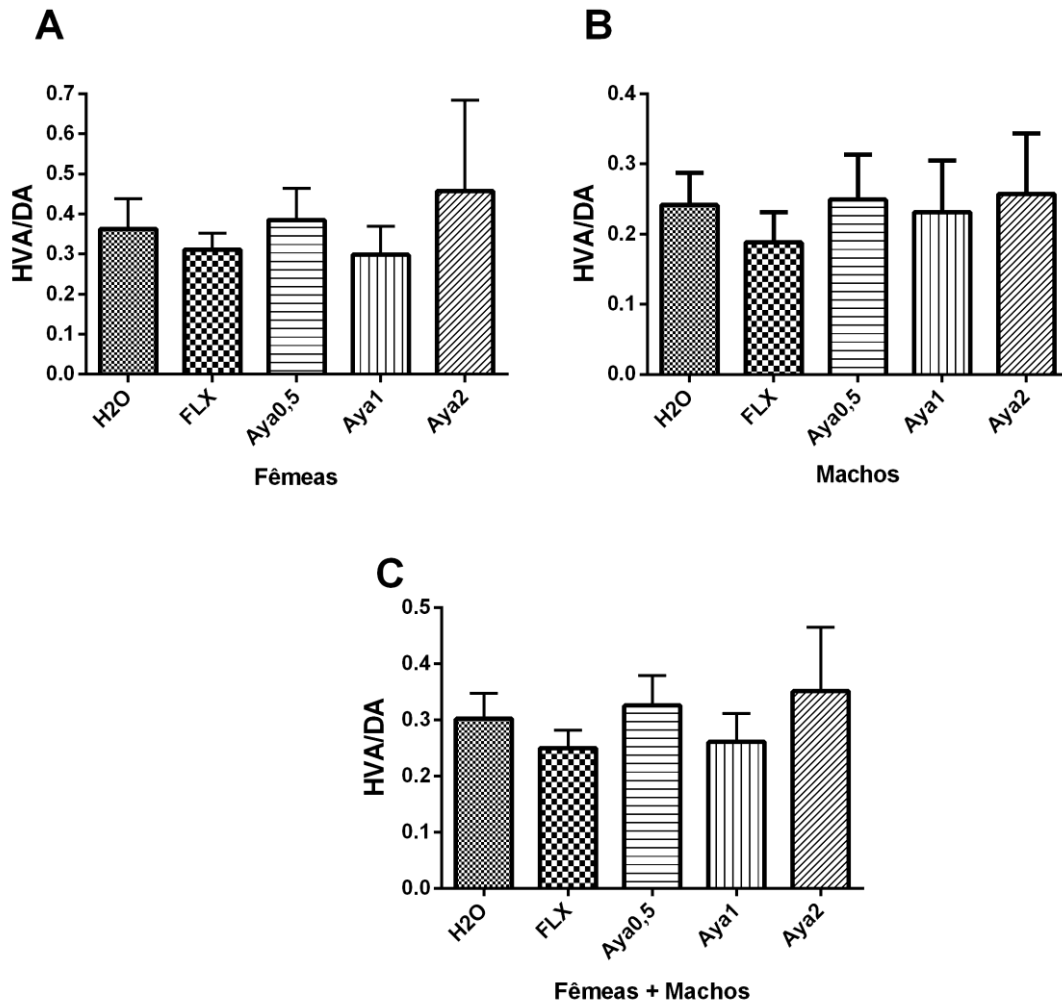 A
HVA/DA
0.7
0.6
0.5
0.4
0.3
0.2
0.1
0.0
H2O
FLX
Aya0,5
Aya1
Aya2
Fêmeas
B
HVA/DA
0.4
0.3
0.2
0.1
0.0
H2O
FLX
Aya0,5
Aya1
Aya2
Machos
C
HVA/DA
0.5
0.4
0.3
0.2
0.1
0.0
H2O
FLX
Aya0,5
Aya1
Aya2
Fêmeas + Machos